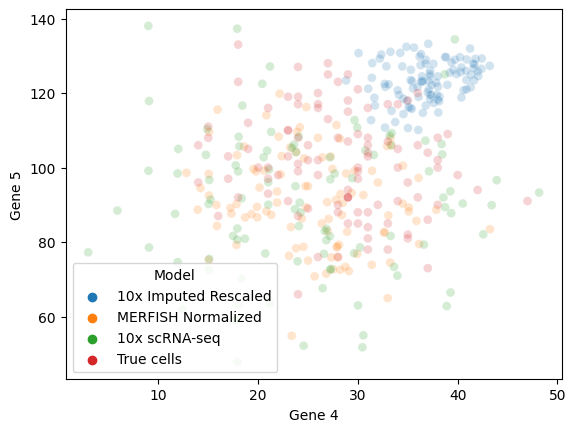 140
120
100
80
60
Gene 5
Model
10x Imputed Rescaled
MERFISH Normalized
10x scRNA-seq
True cells
10
20
30
40
50
Gene 4